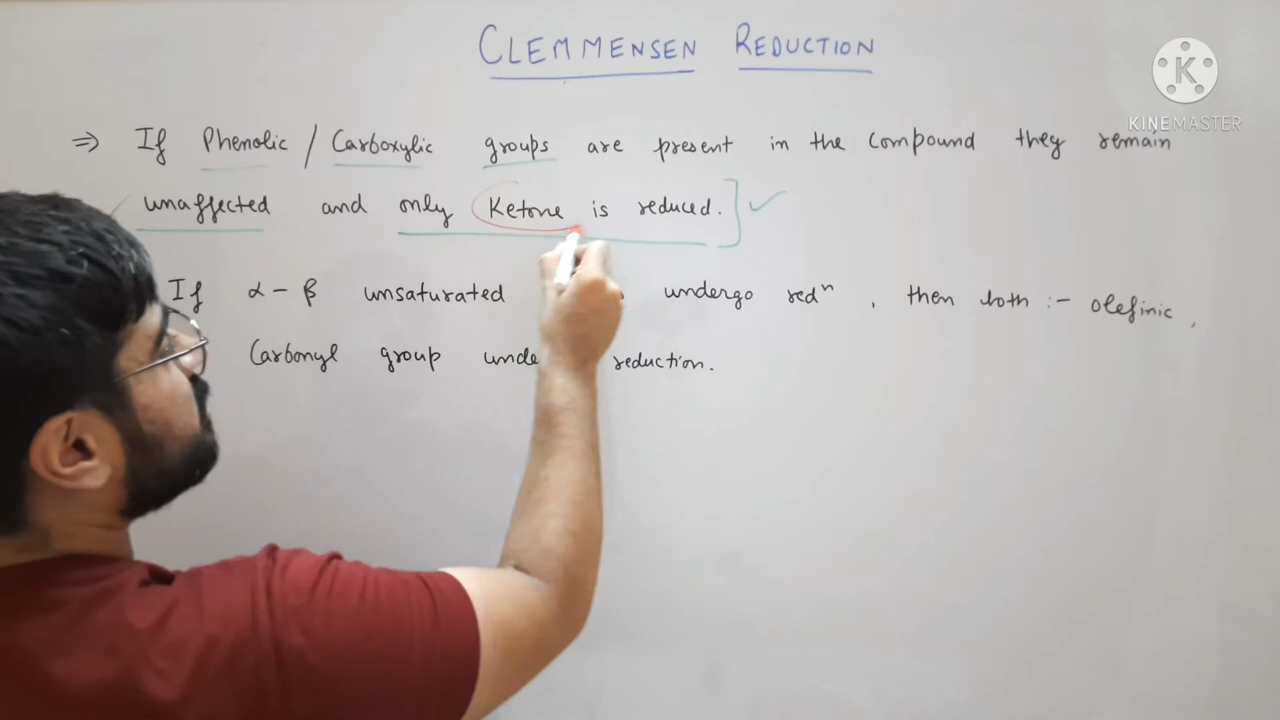 CLEMMENSEN REDUCTION
K
KINEMASTER
⇒ If Phenolic / Carboxylic groups are present in the compound they remain
unaffected and only Ketone is reduced.
If α-β unsaturated undergo redⁿ, then both :- olefinic,
Carbonyl group unde reduction.